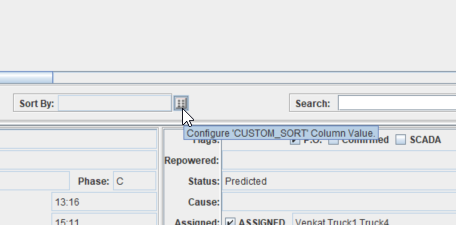 Sort By: Search:
Configure 'CUSTOM_SORT' Column Value.
Flags: P.O. Confirmed SCADA
Repowered:
Phase: C Status: Predicted
13:16 Cause:
15:11 Assigned: ASSIGNED Venkat Truck1 Truck4